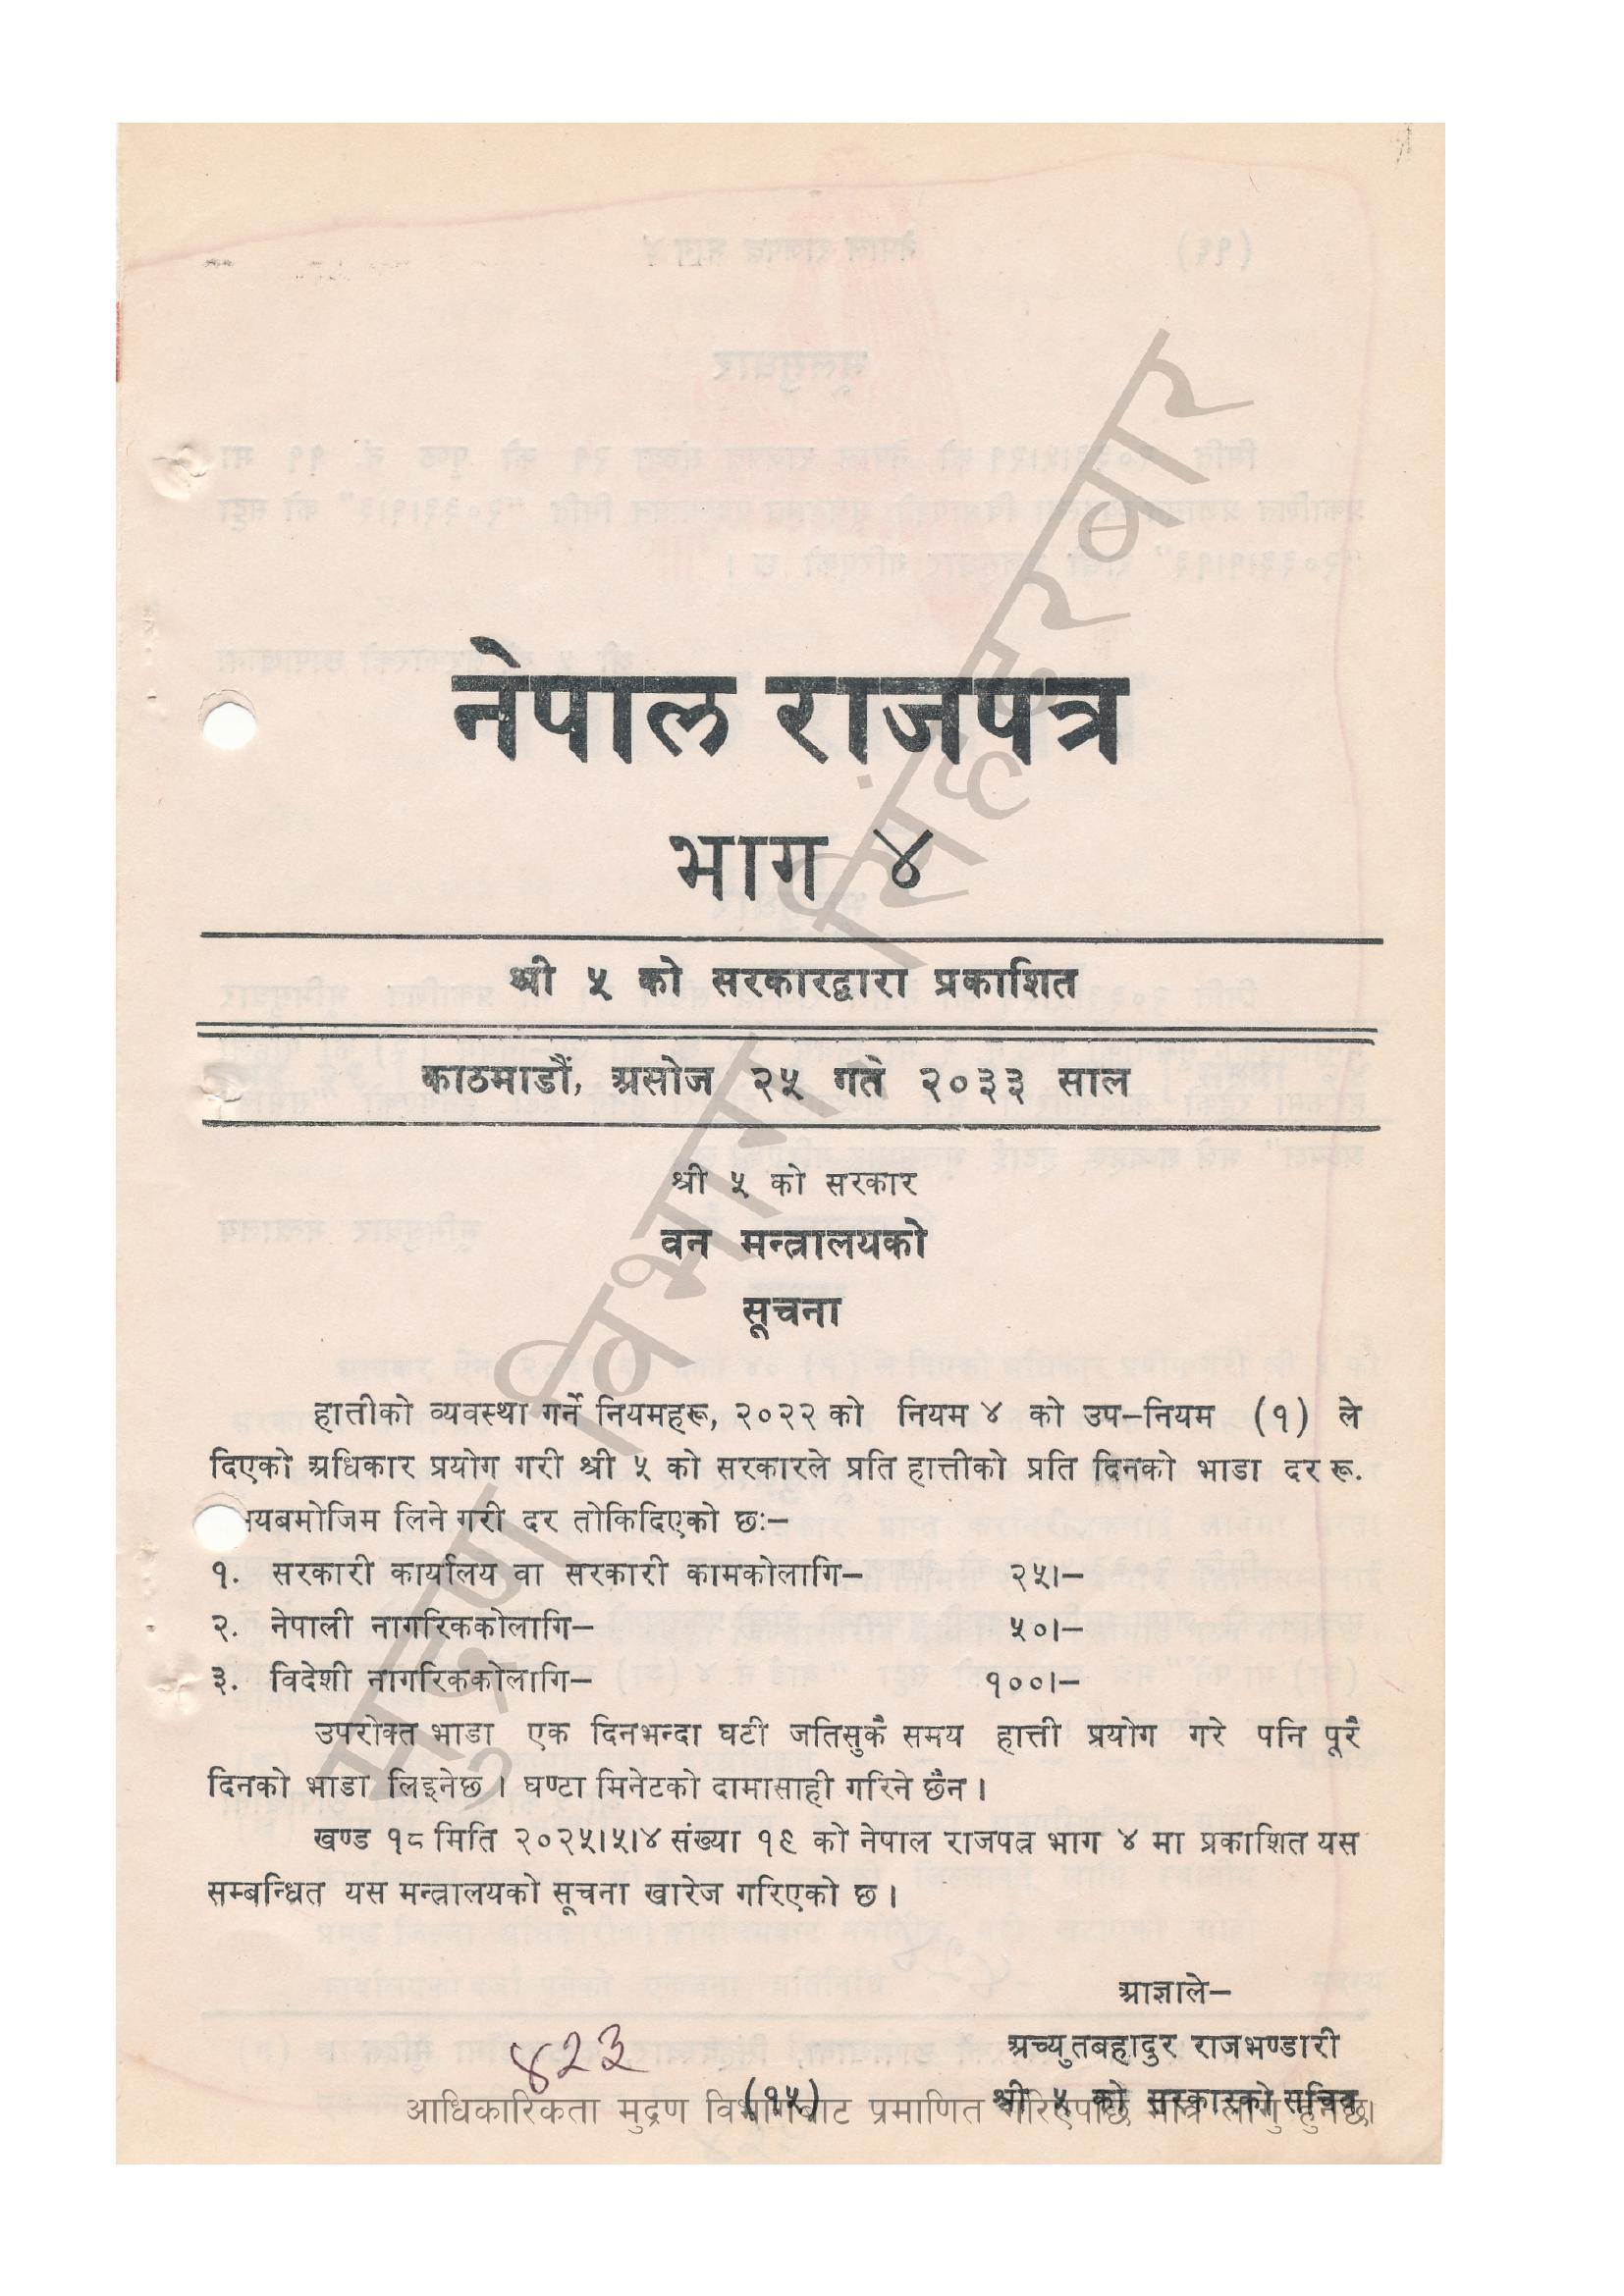 नेपाल राजपत्र
भाग ४
श्री ५ को सरकारद्वारा प्रकाशित
काठमाडौं, असोज २५ गते २०३३ साल
श्री ५ को सरकार
वन मन्त्रालयको
सूचना
हात्तीको व्यवस्था गर्ने नियमहरू, २०२२ को नियम ४ को उप–नियम (१) ले
दिएको अधिकार प्रयोग गरी श्री ५ को सरकारले प्रति हात्तीको प्रति दिनको भाडा दर रू.
लिने गरी दर तोकिदिएको छः–
१. सरकारी कार्यालय वा सरकारी कामकोलागि– २५।–
२. नेपाली नागरिककोलागि– ५०।–
३. विदेशी नागरिककोलागि– १००।–
उपरोक्त भाडा एक दिनभन्दा घटी जतिसुकै समय हात्ती प्रयोग गरे पनि पूरै
दिनको भाडा लिइनेछ । घण्टा मिनेटको दामासाही गरिने छैन ।
खण्ड १८ मिति २०२५।५।४ संख्या १९ को नेपाल राजपत्र भाग ४ मा प्रकाशित यस
सम्बन्धित यस मन्त्रालयको सूचना खारेज गरिएको छ ।
आज्ञाले–
अच्युतबहादुर राजभण्डारी
श्री ५ को सरकारको सचिव
४२३
(१५)
आधिकारिकता मुद्रण विभागबाट प्रमाणित गरिएपछि मात्र लागु हुनेछ।
मुद्रण विभाग, सिंहदरबार